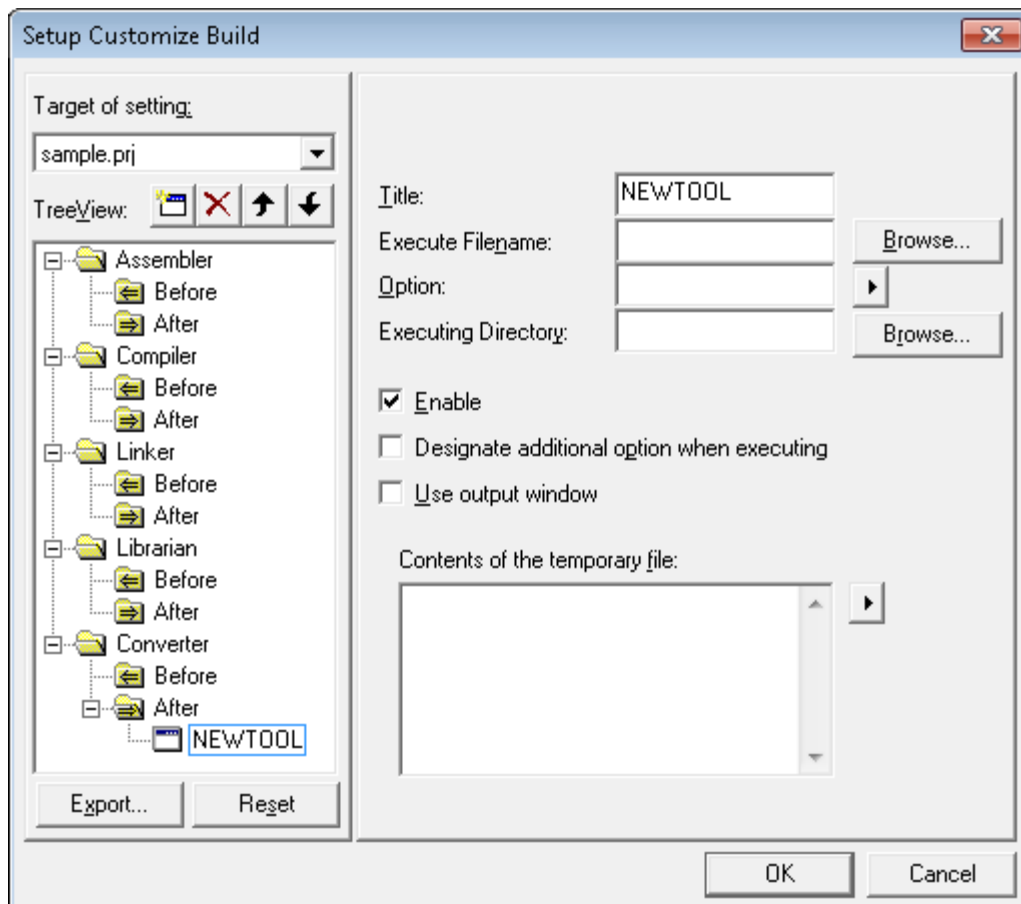 Setup Customize Build
Target of setting:
sample.prj
TreeView:
Assembler
Before
After
Compiler
Before
After
Linker
Before
After
Librarian
Before
After
Converter
Before
After
NEWTOOL
Export...
Reset
Title:
NEWTOOL
Execute Filename:
Browse...
Option:
Executing Directory:
Browse...
Enable
Designate additional option when executing
Use output window
Contents of the temporary file:
OK
Cancel